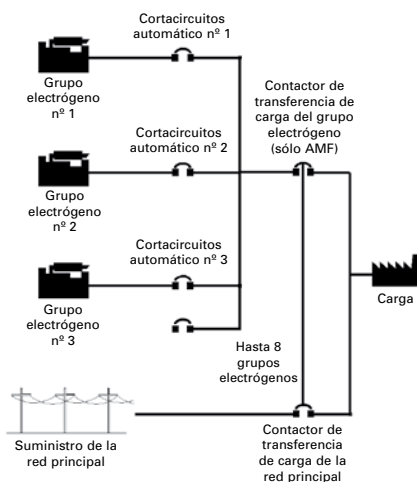 Cortacircuitos
automático nº 1
Grupo
electrógeno
nº 1
Contactor de
transferencia de
carga del grupo
electrógeno
(sólo AMF)
Cortacircuitos
automático nº 2
Grupo
electrógeno
nº 2
Cortacircuitos
automático nº 3
Grupo
electrógeno
nº 3
Carga
Hasta 8
grupos
electrógenos
Suministro de la
red principal
Contactor de
transferencia
de carga de la
red principal